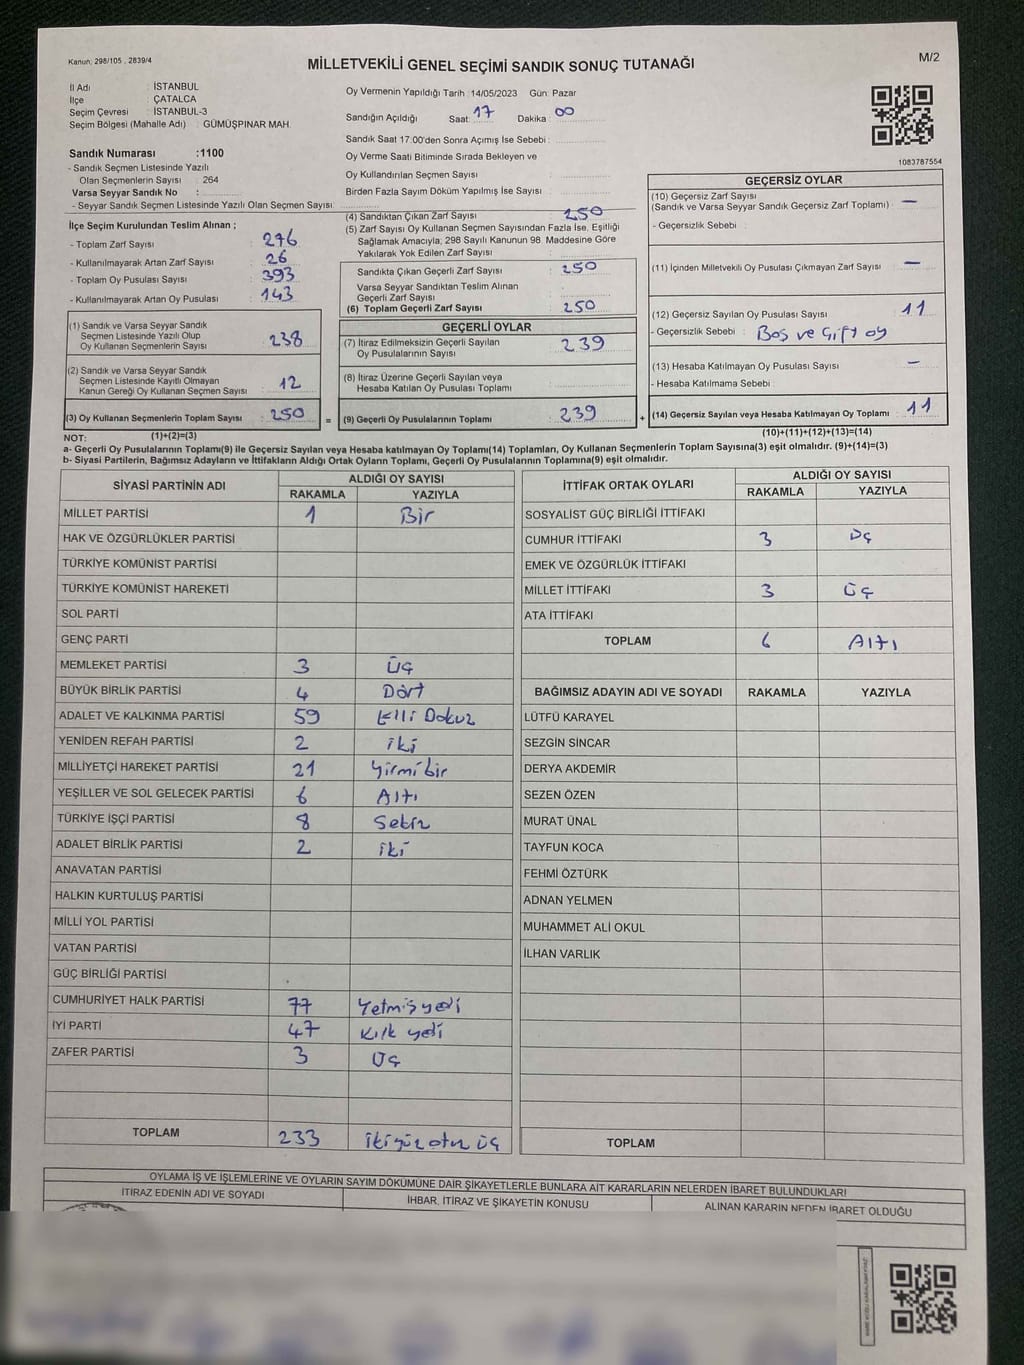 Kanun; 298/105 , 2839/4
MİLLETVEKİLİ GENEL SEÇİMİ SANDIK SONUÇ TUTANAĞI
M/2
İl Adı : İSTANBUL
İlçe : ÇATALCA
Seçim Çevresi : İSTANBUL-3
Seçim Bölgesi (Mahalle Adı) : GÜMÜŞPINAR MAH.
Sandık Numarası :1100
- Sandık Seçmen Listesinde Yazılı
Olan Seçmenlerin Sayısı : 264
Varsa Seyyar Sandık No :
- Seyyar Sandık Seçmen Listesinde Yazılı Olan Seçmen Sayısı:
İlçe Seçim Kurulundan Teslim Alınan ;
- Toplam Zarf Sayısı : 276
- Kullanılmayarak Artan Zarf Sayısı : 26
- Toplam Oy Pusulası Sayısı : 393
- Kullanılmayarak Artan Oy Pusulası : 143
(1) Sandık ve Varsa Seyyar Sandık
Seçmen Listesinde Yazılı Olup
Oy Kullanan Seçmenlerin Sayısı : 238
(2) Sandık ve Varsa Seyyar Sandık
Seçmen Listesinde Kayıtlı Olmayan
Kanun Gereği Oy Kullanan Seçmen Sayısı : 12
(3) Oy Kullanan Seçmenlerin Toplam Sayısı : 250
Oy Vermenin Yapıldığı Tarih :14/05/2023 Gün: Pazar
Sandığın Açıldığı Saat: 17 Dakika : 00
Sandık Saat 17:00'den Sonra Açımış İse Sebebi :
Oy Verme Saati Bitiminde Sırada Bekleyen ve
Oy Kullandırılan Seçmen Sayısı :
Birden Fazla Sayım Döküm Yapılmış İse Sayısı :
(4) Sandıktan Çıkan Zarf Sayısı : 250
(5) Zarf Sayısı Oy Kullanan Seçmen Sayısından Fazla İse, Eşitliği
Sağlamak Amacıyla; 298 Sayılı Kanunun 98. Maddesine Göre
Yakılarak Yok Edilen Zarf Sayısı :
Sandıkta Çıkan Geçerli Zarf Sayısı : 250
Varsa Seyyar Sandıktan Teslim Alınan
Geçerli Zarf Sayısı :
(6) Toplam Geçerli Zarf Sayısı : 250
GEÇERLİ OYLAR
(7) İtiraz Edilmeksizin Geçerli Sayılan
Oy Pusulalarının Sayısı : 239
(8) İtiraz Üzerine Geçerli Sayılan veya
Hesaba Katılan Oy Pusulası Toplamı :
= (9) Geçerli Oy Pusulalarının Toplamı : 239
1083787554
GEÇERSİZ OYLAR
(10) Geçersiz Zarf Sayısı
(Sandık ve Varsa Seyyar Sandık Geçersiz Zarf Toplamı) : —
- Geçersizlik Sebebi :
(11) İçinden Milletvekili Oy Pusulası Çıkmayan Zarf Sayısı : —
(12) Geçersiz Sayılan Oy Pusulası Sayısı : 11
- Geçersizlik Sebebi : Boş ve Çift oy
(13) Hesaba Katılmayan Oy Pusulası Sayısı : —
- Hesaba Katılmama Sebebi :
+ (14) Geçersiz Sayılan veya Hesaba Katılmayan Oy Toplamı : 11
NOT: (1)+(2)=(3) (10)+(11)+(12)+(13)=(14)
a- Geçerli Oy Pusulalarının Toplamı(9) ile Geçersiz Sayılan veya Hesaba katılmayan Oy Toplamı(14) Toplamları, Oy Kullanan Seçmenlerin Toplam Sayısına(3) eşit olmalıdır. (9)+(14)=(3)
b- Siyasi Partilerin, Bağımsız Adayların ve İttifakların Aldığı Ortak Oyların Toplamı, Geçerli Oy Pusulalarının Toplamına(9) eşit olmalıdır.
SİYASİ PARTİNİN ADI ALDIĞI OY SAYISI
RAKAMLA YAZIYLA
MİLLET PARTİSİ 1 Bir
HAK VE ÖZGÜRLÜKLER PARTİSİ
TÜRKİYE KOMÜNİST PARTİSİ
TÜRKİYE KOMÜNİST HAREKETİ
SOL PARTİ
GENÇ PARTİ
MEMLEKET PARTİSİ 3 Üç
BÜYÜK BİRLİK PARTİSİ 4 Dört
ADALET VE KALKINMA PARTİSİ 59 Elli Dokuz
YENİDEN REFAH PARTİSİ 2 iki
MİLLİYETÇİ HAREKET PARTİSİ 21 Yirmi bir
YEŞİLLER VE SOL GELECEK PARTİSİ 6 Altı
TÜRKİYE İŞÇİ PARTİSİ 8 Sekiz
ADALET BİRLİK PARTİSİ 2 iki
ANAVATAN PARTİSİ
HALKIN KURTULUŞ PARTİSİ
MİLLİ YOL PARTİSİ
VATAN PARTİSİ
GÜÇ BİRLİĞİ PARTİSİ
CUMHURİYET HALK PARTİSİ 77 Yetmiş yedi
İYİ PARTİ 47 Kırk yedi
ZAFER PARTİSİ 3 Üç
TOPLAM 233 iki yüz otuz üç
İTTİFAK ORTAK OYLARI ALDIĞI OY SAYISI
RAKAMLA YAZIYLA
SOSYALİST GÜÇ BİRLİĞİ İTTİFAKI
CUMHUR İTTİFAKI 3 Üç
EMEK VE ÖZGÜRLÜK İTTİFAKI
MİLLET İTTİFAKI 3 Üç
ATA İTTİFAKI
TOPLAM 6 Altı
BAĞIMSIZ ADAYIN ADI VE SOYADI RAKAMLA YAZIYLA
LÜTFÜ KARAYEL
SEZGİN SİNCAR
DERYA AKDEMİR
SEZEN ÖZEN
MURAT ÜNAL
TAYFUN KOCA
FEHMİ ÖZTÜRK
ADNAN YELMEN
MUHAMMET ALİ OKUL
İLHAN VARLIK
TOPLAM
OYLAMA İŞ VE İŞLEMLERİNE VE OYLARIN SAYIM DÖKÜMÜNE DAİR ŞİKAYETLERLE BUNLARA AİT KARARLARIN NELERDEN İBARET BULUNDUKLARI
İTİRAZ EDENİN ADI VE SOYADI İHBAR, İTİRAZ VE ŞİKAYETİN KONUSU ALINAN KARARIN NEDEN İBARET OLDUĞU